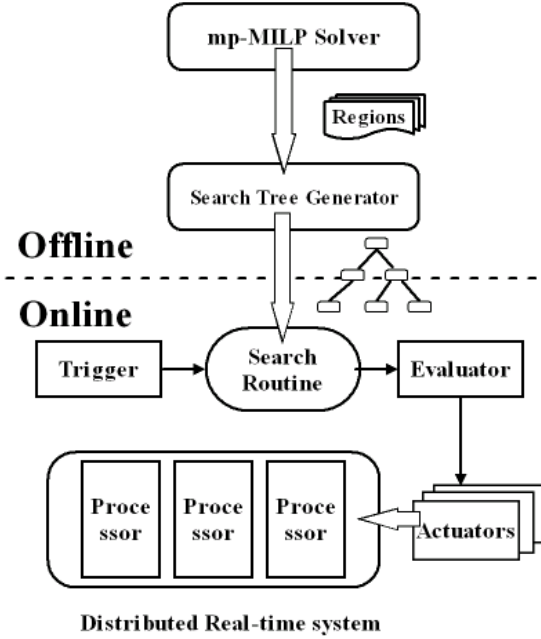 mp-MILP Solver
Regions
Search Tree Generator
Offline
Online
Trigger
Search
Routine
Evaluator
Proce
ssor
Proce
ssor
Proce
ssor
Actuators
Distributed Real-time system